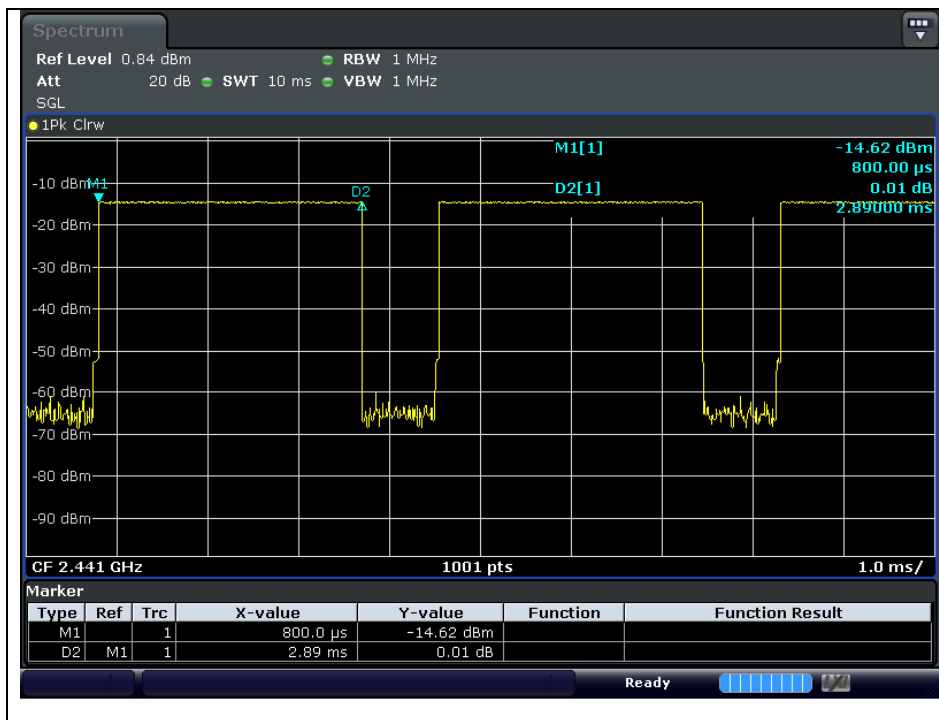 Spectrum
Ref Level 0.84 dBm RBW 1 MHz
Att 20 dB SWT 10 ms VBW 1 MHz
SGL
1Pk Clrw
M1[1] -14.62 dBm
800.00 µs
-10 dBm M1 D2 D2[1] 0.01 dB
2.89000 ms
-20 dBm
-30 dBm
-40 dBm
-50 dBm
-60 dBm
-70 dBm
-80 dBm
-90 dBm
CF 2.441 GHz 1001 pts 1.0 ms/
Marker
Type Ref Trc X-value Y-value Function Function Result
M1 1 800.0 µs -14.62 dBm
D2 M1 1 2.89 ms 0.01 dB
Ready